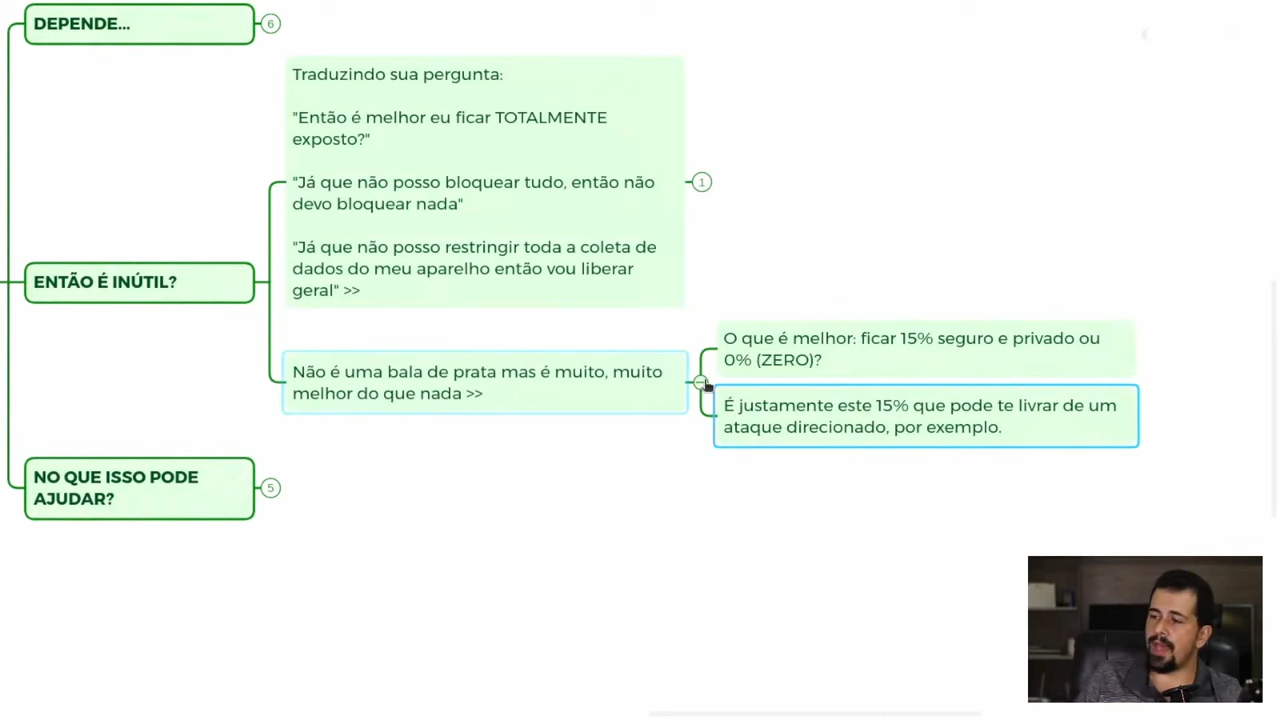 DEPENDE...
6
Traduzindo sua pergunta:
"Então é melhor eu ficar TOTALMENTE
exposto?"
"Já que não posso bloquear tudo, então não
devo bloquear nada"
1
"Já que não posso restringir toda a coleta de
dados do meu aparelho então vou liberar
geral" >>
ENTÃO É INÚTIL?
Não é uma bala de prata mas é muito, muito
melhor do que nada >>
O que é melhor: ficar 15% seguro e privado ou
0% (ZERO)?
É justamente este 15% que pode te livrar de um
ataque direcionado, por exemplo.
NO QUE ISSO PODE
AJUDAR?
5